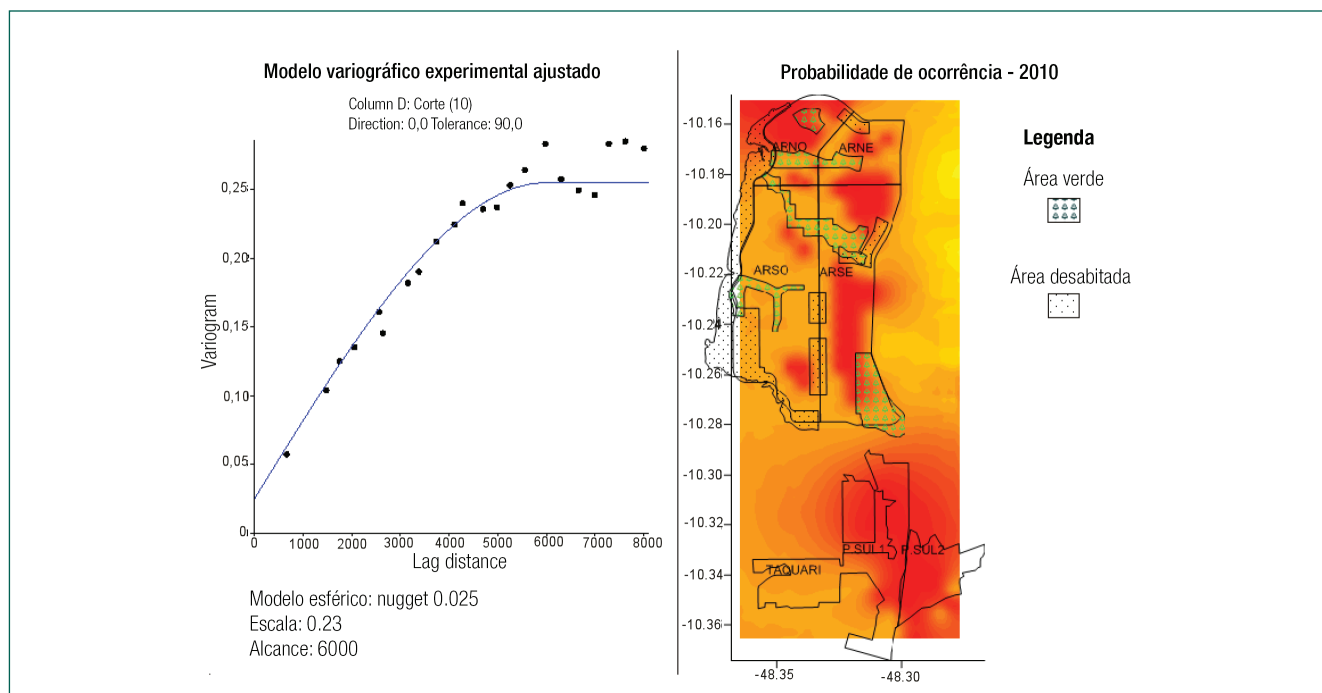 Modelo variográfico experimental ajustado
Column D: Corte (10)
Direction: 0,0 Tolerance: 90,0
Variogram
0,25
0,20
0,15
0,10
0,05
0
0 1000 2000 3000 4000 5000 6000 7000 8000
Lag distance
Modelo esférico: nugget 0.025
Escala: 0.23
Alcance: 6000
Probabilidade de ocorrência - 2010
-10.16
-10.18
-10.20
-10.22
-10.24
-10.26
-10.28
-10.30
-10.32
-10.34
-10.36
-48.35 -48.30
ARNO ARNE
ARSO ARSE
P.SUL1 P.SUL2
TAQUARI
Legenda
Área verde
Área desabitada